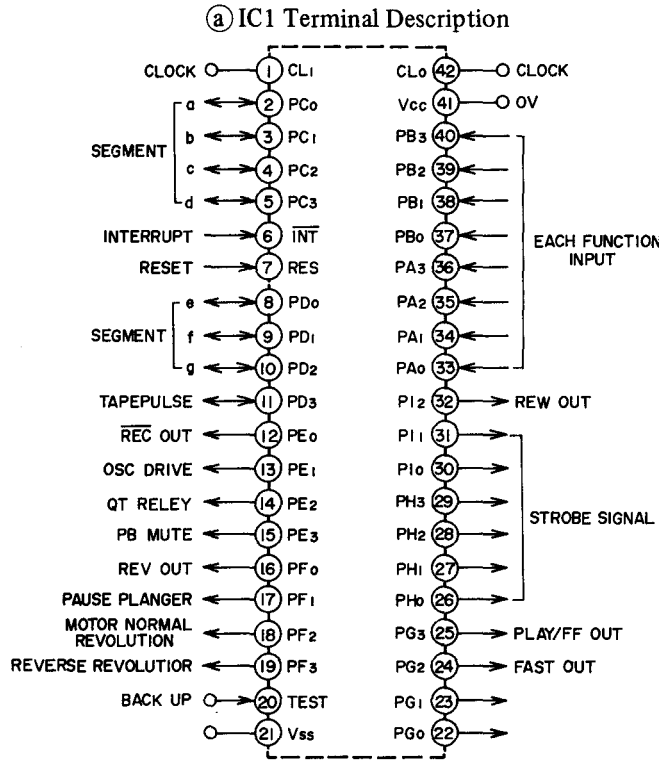 ⓐ IC1 Terminal Description
CLOCK 1 CL1 CL0 42 CLOCK
a 2 PC0 Vcc 41 OV
b 3 PC1 PB3 40
SEGMENT
c 4 PC2 PB2 39
d 5 PC3 PB1 38
INTERRUPT 6 INT PB0 37
EACH FUNCTION
INPUT
RESET 7 RES PA3 36
e 8 PD0 PA2 35
SEGMENT f 9 PD1 PA1 34
g 10 PD2 PA0 33
TAPEPULSE 11 PD3 PI2 32 REW OUT
REC OUT 12 PE0 PI1 31
OSC DRIVE 13 PE1 PI0 30
QT RELEY 14 PE2 PH3 29
STROBE SIGNAL
PB MUTE 15 PE3 PH2 28
REV OUT 16 PF0 PH1 27
PAUSE PLANGER 17 PF1 PH0 26
MOTOR NORMAL
REVOLUTION 18 PF2 PG3 25 PLAY/FF OUT
REVERSE REVOLUTIOR 19 PF3 PG2 24 FAST OUT
BACK UP 20 TEST PG1 23
21 Vss PG0 22